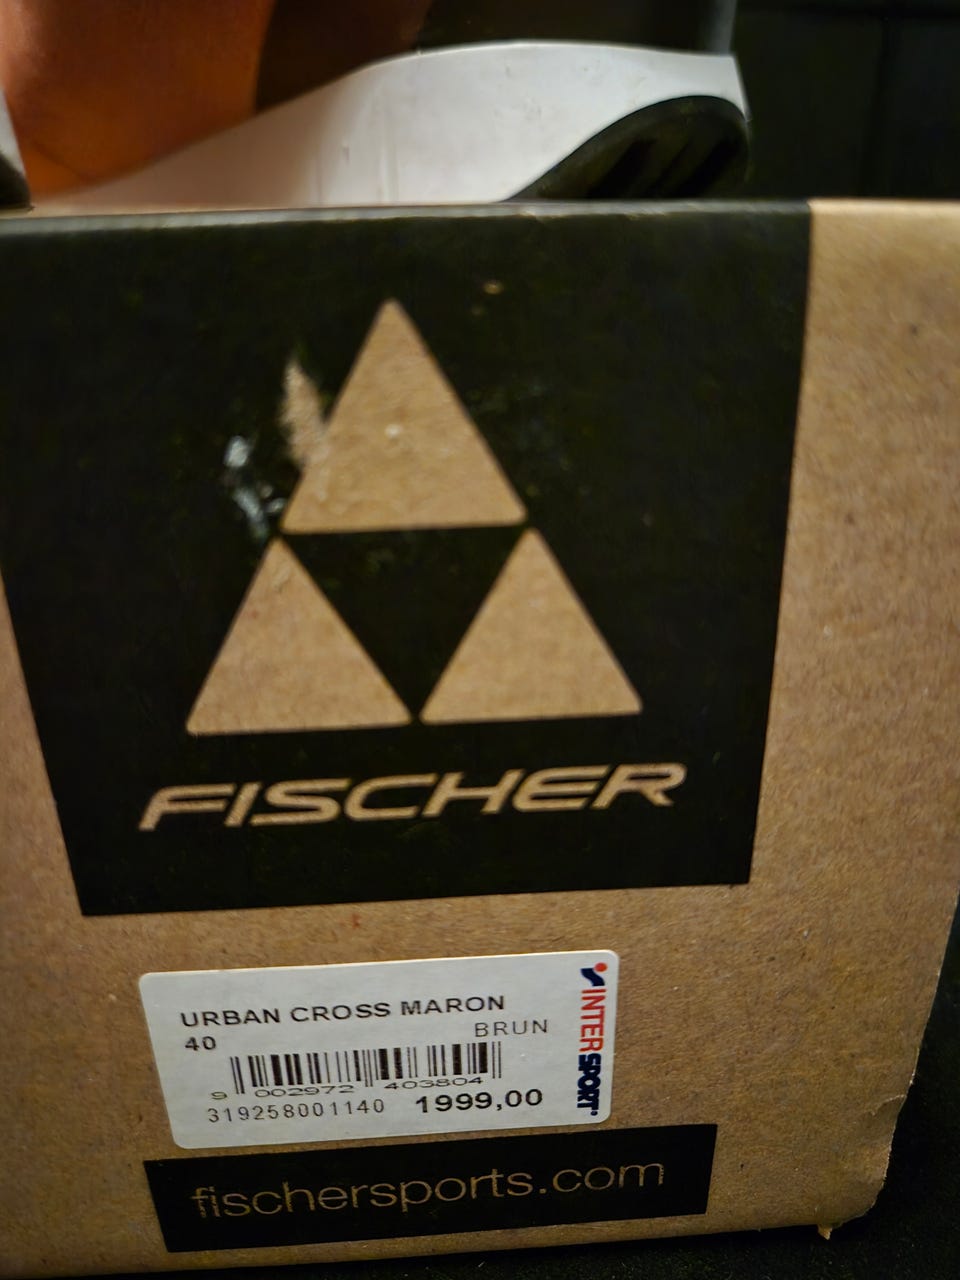 FISCHER
URBAN CROSS MARON
BRUN
40
9 002972 403804
319258001140 1999,00
INTERSPORT
fischersports.com